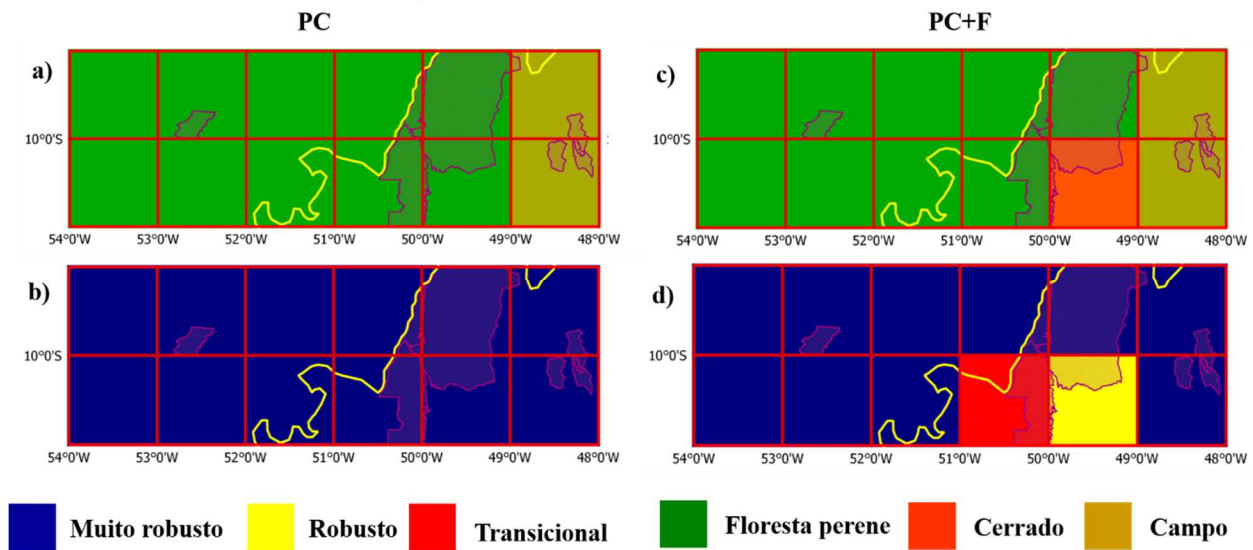 PC
PC+F
a)
c)
10°0'S
10°0'S
54°0'W 53°0'W 52°0'W 51°0'W 50°0'W 49°0'W 48°0'W
54°0'W 53°0'W 52°0'W 51°0'W 50°0'W 49°0'W 48°0'W
b)
d)
10°0'S
10°0'S
54°0'W 53°0'W 52°0'W 51°0'W 50°0'W 49°0'W 48°0'W
54°0'W 53°0'W 52°0'W 51°0'W 50°0'W 49°0'W 48°0'W
Muito robusto
Robusto
Transicional
Floresta perene
Cerrado
Campo